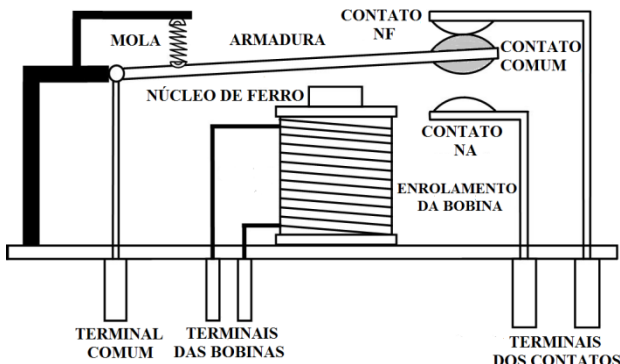 CONTATO
NF
MOLA
ARMADURA
CONTATO
COMUM
NÚCLEO DE FERRO
CONTATO
NA
ENROLAMENTO
DA BOBINA
TERMINAL
COMUM
TERMINAIS
DAS BOBINAS
TERMINAIS
DOS CONTATOS